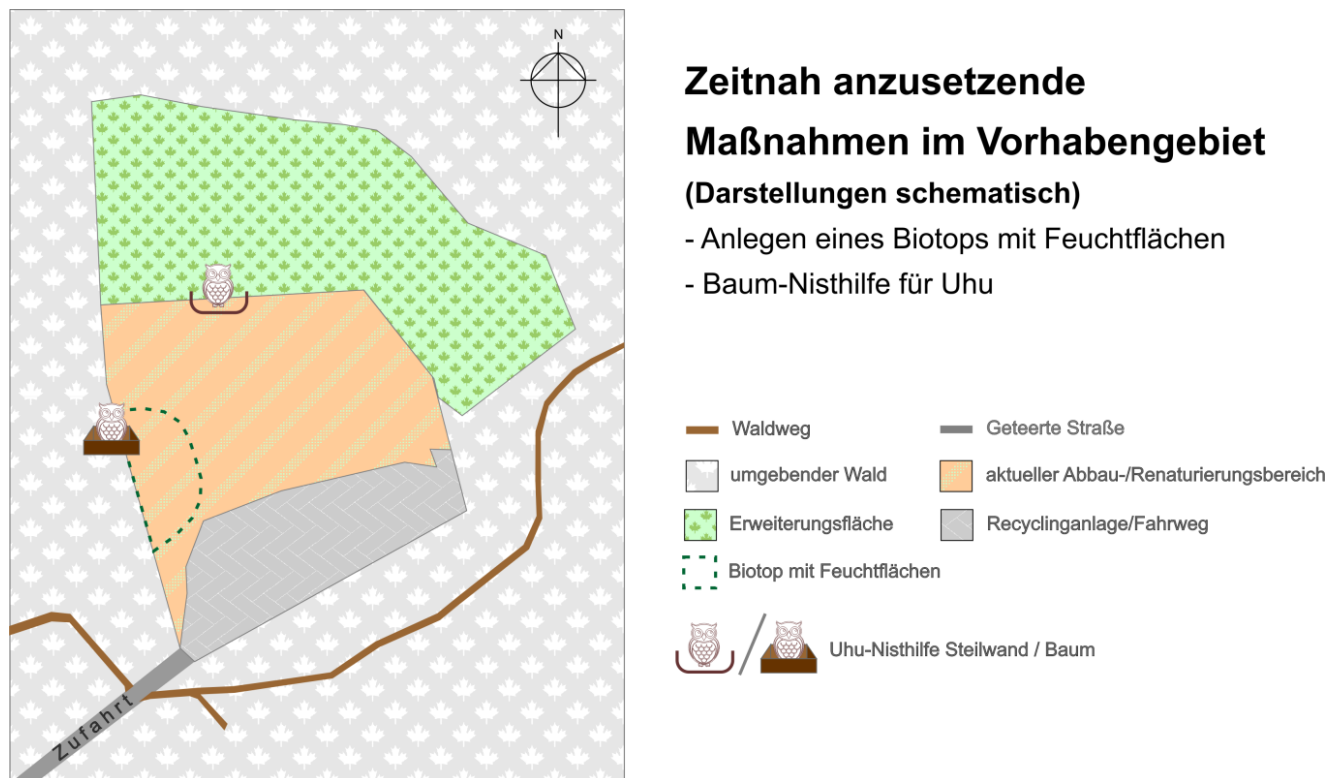 N
Zufahrt
Zeitnah anzusetzende
Maßnahmen im Vorhabengebiet
(Darstellungen schematisch)
- Anlegen eines Biotops mit Feuchtflächen
- Baum-Nisthilfe für Uhu
Waldweg
Geteerte Straße
umgebender Wald
aktueller Abbau-/Renaturierungsbereich
Erweiterungsfläche
Recyclinganlage/Fahrweg
Biotop mit Feuchtflächen
Uhu-Nisthilfe Steilwand / Baum